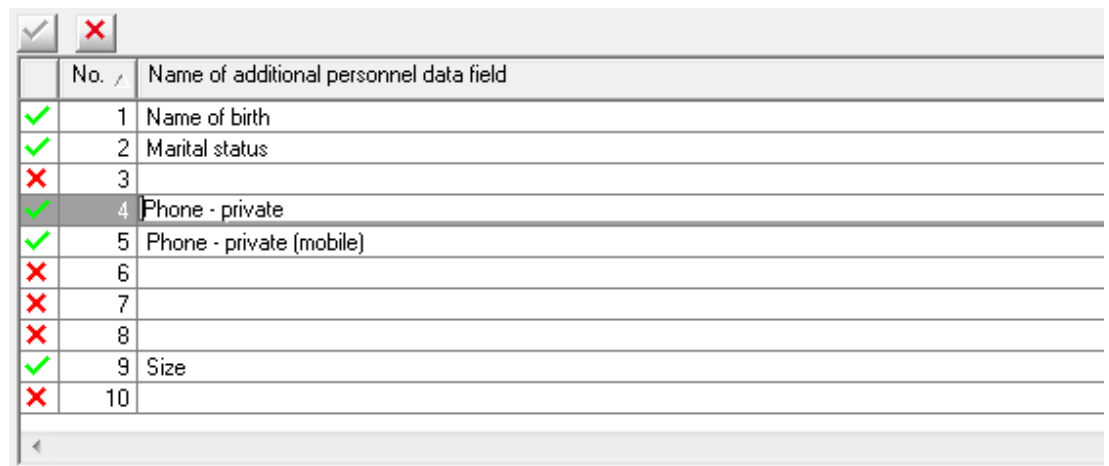 No. Name of additional personnel data field
1 Name of birth
2 Marital status
3
4 Phone - private
5 Phone - private (mobile)
6
7
8
9 Size
10